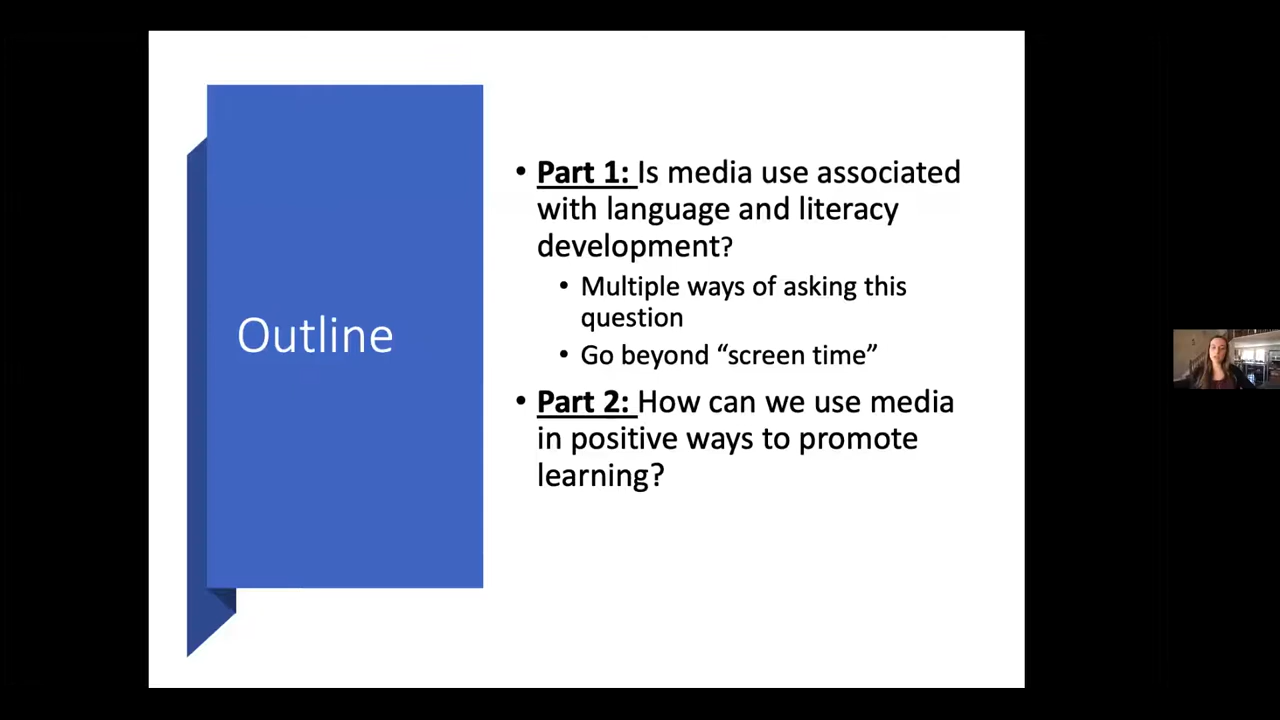 Outline
• Part 1: Is media use associated
with language and literacy
development?
• Multiple ways of asking this
question
• Go beyond “screen time”
• Part 2: How can we use media
in positive ways to promote
learning?